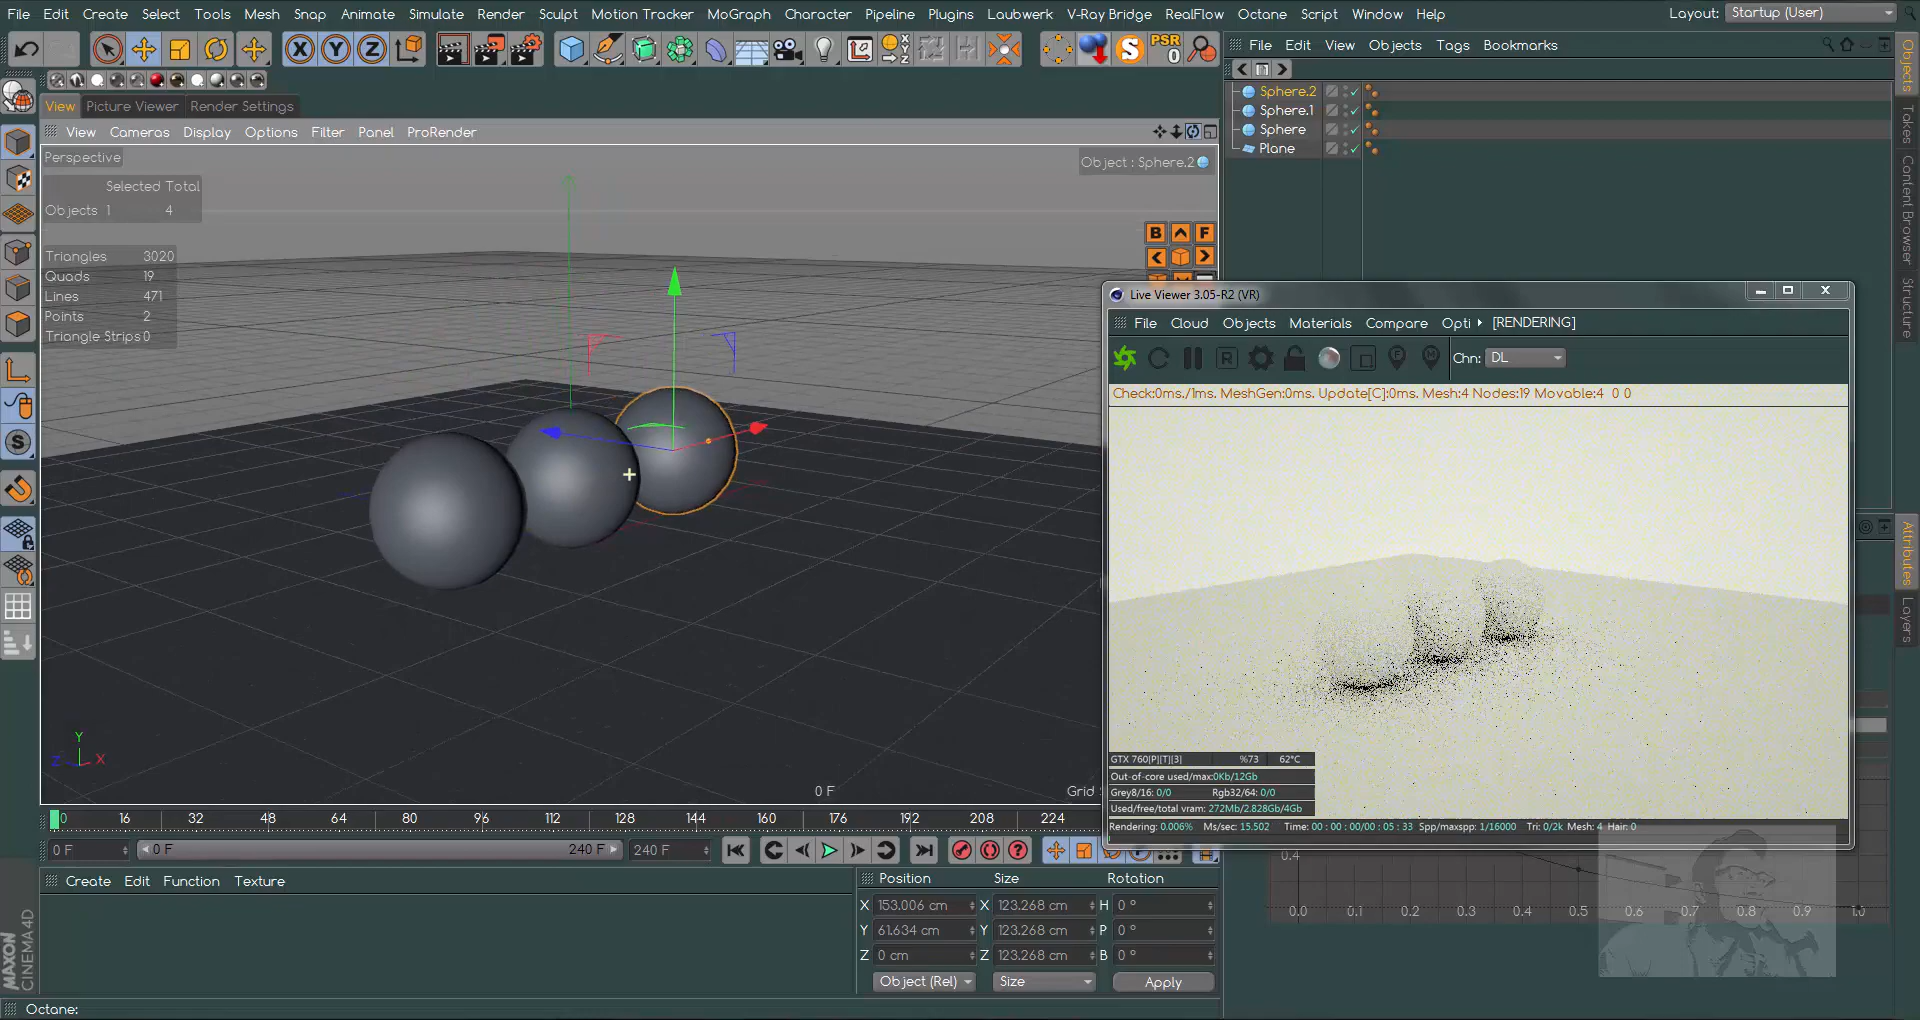 File Edit Create Select Tools Mesh Snap Animate Simulate Render Sculpt Motion Tracker MoGraph Character Pipeline Plugins Laubwerk V-Ray Bridge RealFlow Octane Script Window Help Layout: Startup (User)
X Y Z S PSR 0
File Edit View Objects Tags Bookmarks
View Picture Viewer Render Settings
View Cameras Display Options Filter Panel ProRender
Perspective
Object : Sphere.2
Selected Total
Objects 1 4
Triangles 3020
Quads 19
Lines 471
Points 2
Triangle Strips 0
B F
Sphere.2
Sphere.1
Sphere
Plane
Objects
Takes
Content Browser
Structure
Attributes
Layers
Live Viewer 3.05-R2 (VR)
File Cloud Objects Materials Compare Opti [RENDERING]
R Chn: DL
Check:0ms./1ms. MeshGen:0ms. Update[C]:0ms. Mesh:4 Nodes:19 Movable:4 0 0
GTX 760[P][T][3] %73 62°C
Out-of-core used/max:0Kb/12Gb
Grey8/16: 0/0 Rgb32/64: 0/0
Used/free/total vram: 272Mb/2.828Gb/4Gb
Rendering: 0.006% Ms/sec: 15.502 Time: 00 : 00 : 00/00 : 05 : 33 Spp/maxspp: 1/16000 Tri: 0/2k Mesh: 4 Hair: 0
Y
Z X
0 F
Grid
0 16 32 48 64 80 96 112 128 144 160 176 192 208 224
0 F 0 F 240 F 240 F
0.4
0.0 0.1 0.2 0.3 0.4 0.5 0.6 0.7 0.8 0.9 1.0
Create Edit Function Texture
Position Size Rotation
X 153.006 cm X 123.268 cm H 0 °
Y 61.634 cm Y 123.268 cm P 0 °
Z 0 cm Z 123.268 cm B 0 °
Object (Rel) Size Apply
MAXON
CINEMA4D
Octane: